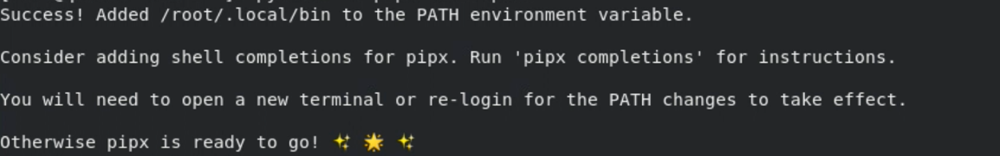 Success! Added /root/.local/bin to the PATH environment variable.
Consider adding shell completions for pipx. Run 'pipx completions' for instructions.
You will need to open a new terminal or re-login for the PATH changes to take effect.
Otherwise pipx is ready to go! ✨ 🌟 ✨